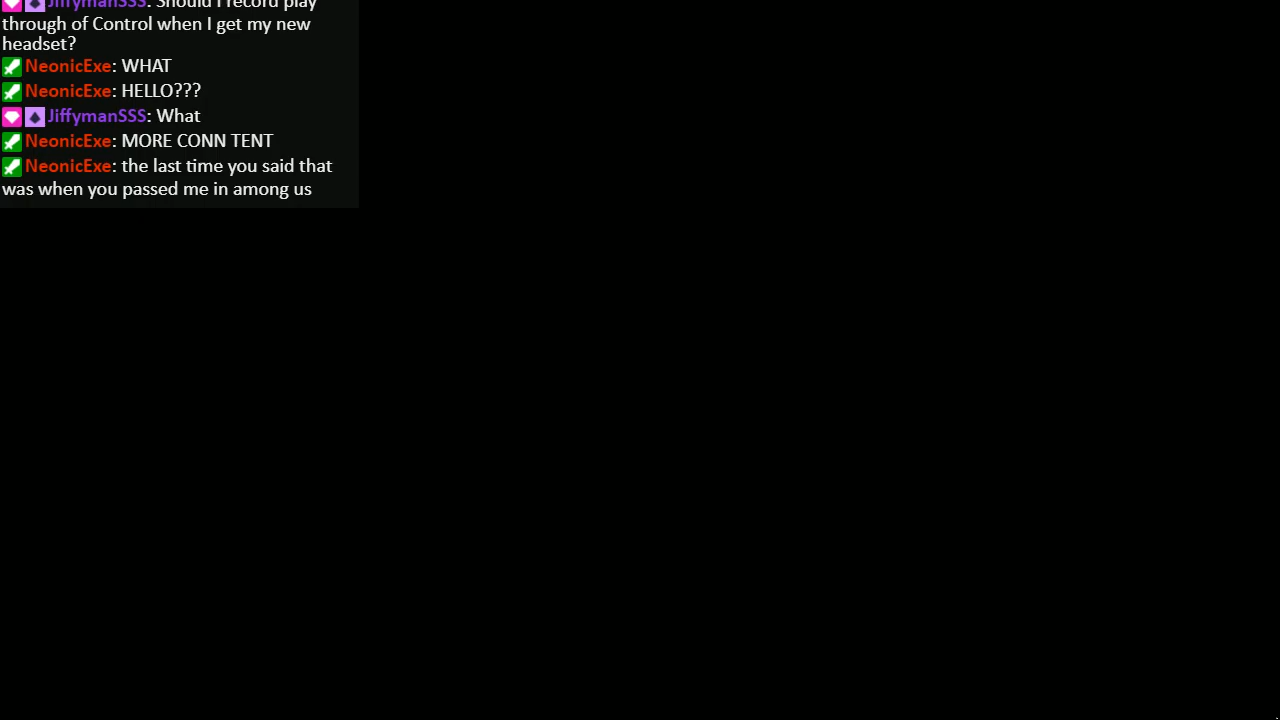 JiffymanSSS: Should I record play
through of Control when I get my new
headset?
NeonicExe: WHAT
NeonicExe: HELLO???
JiffymanSSS: What
NeonicExe: MORE CONN TENT
NeonicExe: the last time you said that
was when you passed me in among us